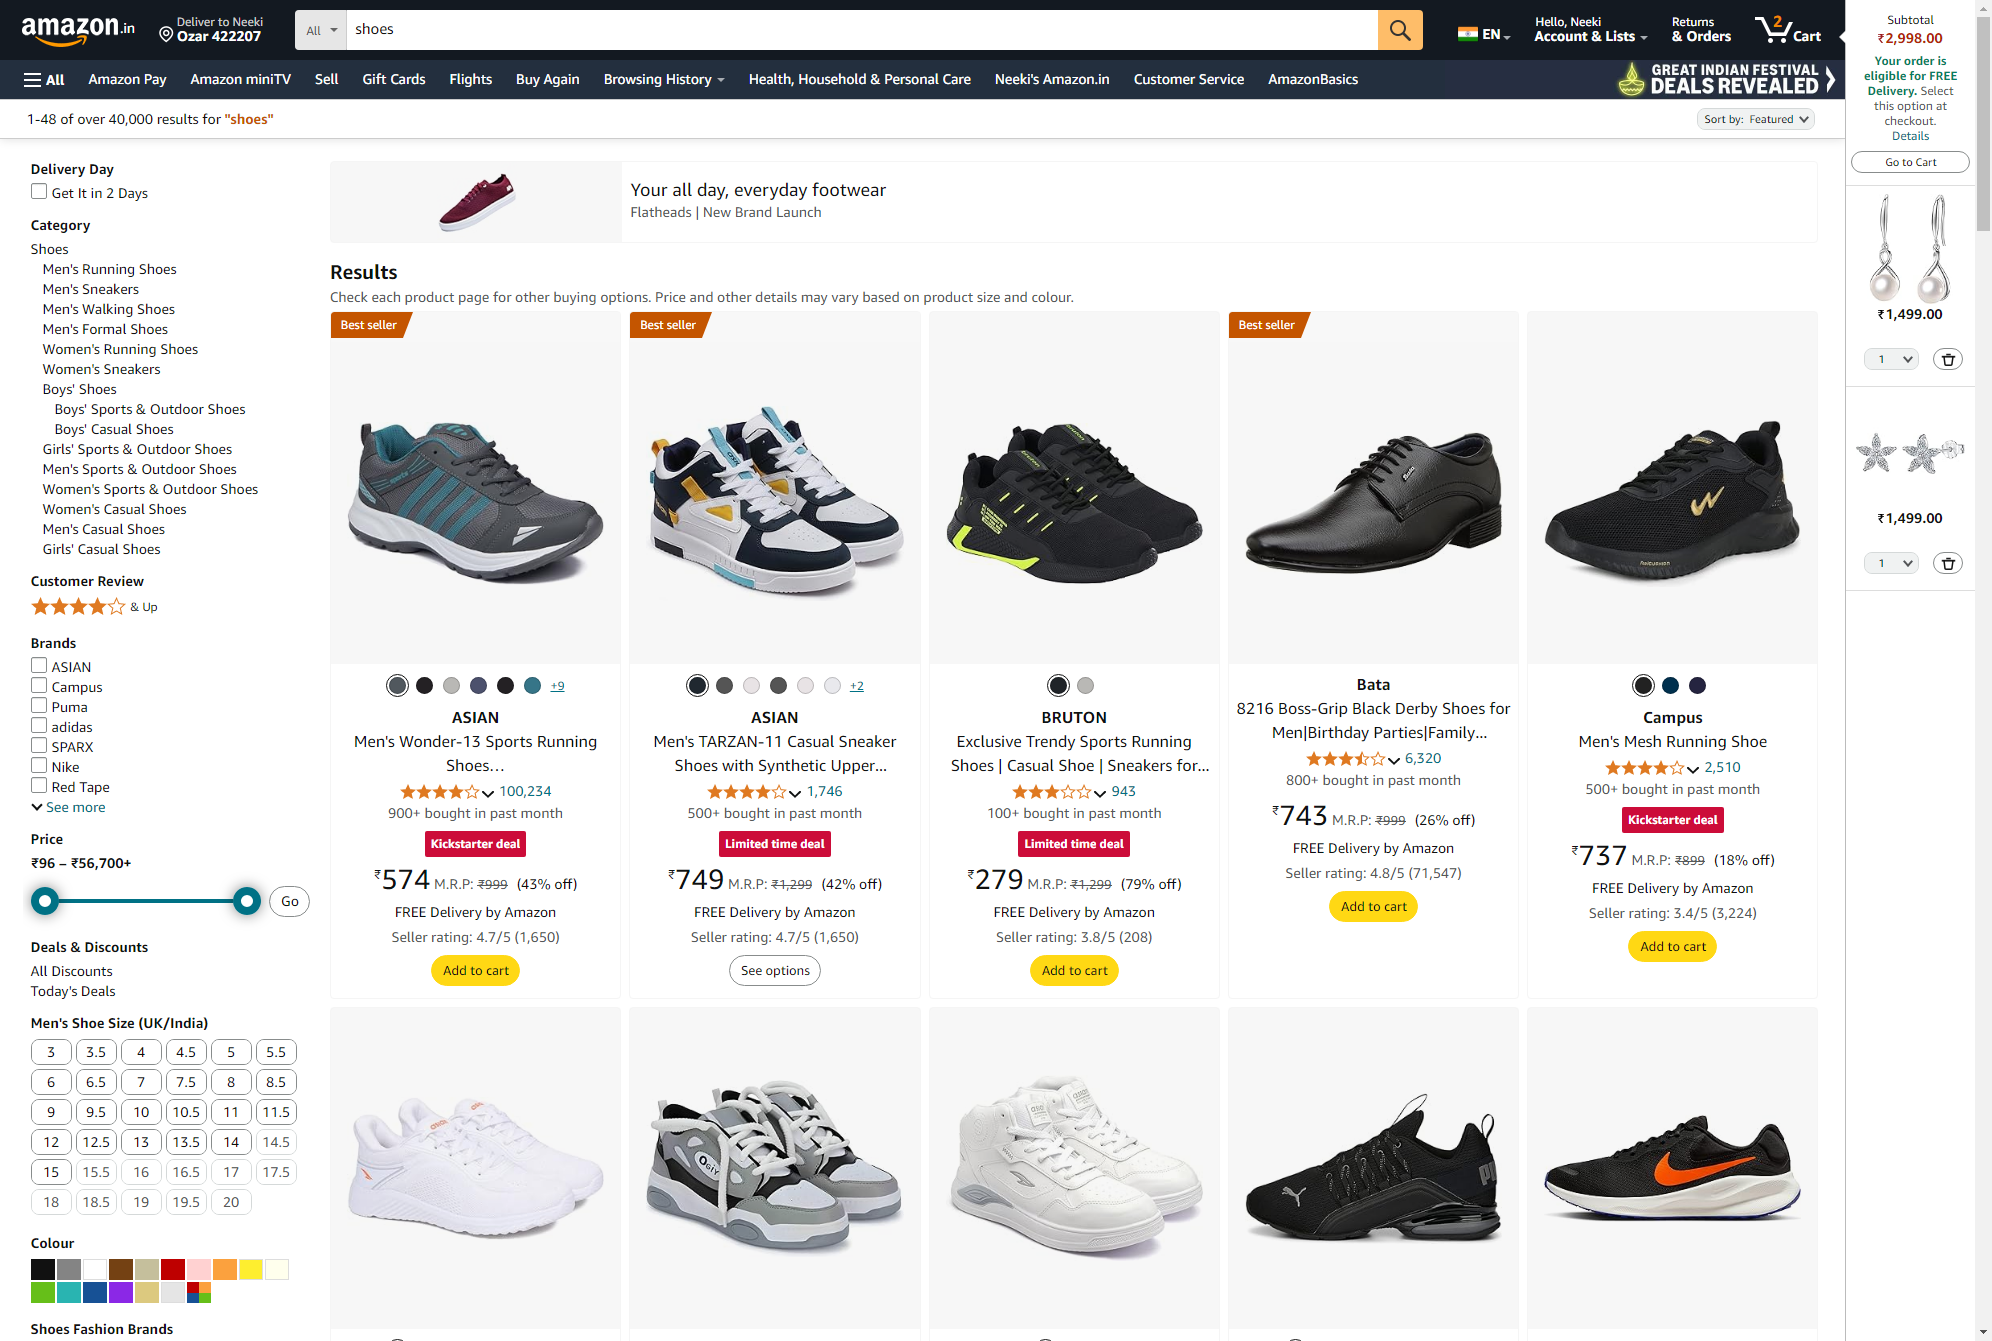 amazon.in
Deliver to Neeki
Ozar 422207
All
shoes
EN
Hello, Neeki
Account & Lists
Returns
& Orders
2
Cart
All
Amazon Pay
Amazon miniTV
Sell
Gift Cards
Flights
Buy Again
Browsing History
Health, Household & Personal Care
Neeki's Amazon.in
Customer Service
AmazonBasics
GREAT INDIAN FESTIVAL
DEALS REVEALED
1-48 of over 40,000 results for "shoes"
Sort by: Featured
Delivery Day
Get It in 2 Days
Category
Shoes
Men's Running Shoes
Men's Sneakers
Men's Walking Shoes
Men's Formal Shoes
Women's Running Shoes
Women's Sneakers
Boys' Shoes
Boys' Sports & Outdoor Shoes
Boys' Casual Shoes
Girls' Sports & Outdoor Shoes
Men's Sports & Outdoor Shoes
Women's Sports & Outdoor Shoes
Women's Casual Shoes
Men's Casual Shoes
Girls' Casual Shoes
Customer Review
& Up
Brands
ASIAN
Campus
Puma
adidas
SPARX
Nike
Red Tape
See more
Price
₹96 – ₹56,700+
Go
Deals & Discounts
All Discounts
Today's Deals
Men's Shoe Size (UK/India)
3 3.5 4 4.5 5 5.5
6 6.5 7 7.5 8 8.5
9 9.5 10 10.5 11 11.5
12 12.5 13 13.5 14 14.5
15 15.5 16 16.5 17 17.5
18 18.5 19 19.5 20
Colour
Shoes Fashion Brands
Your all day, everyday footwear
Flatheads | New Brand Launch
Results
Check each product page for other buying options. Price and other details may vary based on product size and colour.
Best seller
+9
ASIAN
Men's Wonder-13 Sports Running
Shoes…
100,234
900+ bought in past month
Kickstarter deal
₹574 M.R.P: ₹999 (43% off)
FREE Delivery by Amazon
Seller rating: 4.7/5 (1,650)
Add to cart
Best seller
+2
ASIAN
Men's TARZAN-11 Casual Sneaker
Shoes with Synthetic Upper...
1,746
500+ bought in past month
Limited time deal
₹749 M.R.P: ₹1,299 (42% off)
FREE Delivery by Amazon
Seller rating: 4.7/5 (1,650)
See options
BRUTON
Exclusive Trendy Sports Running
Shoes | Casual Shoe | Sneakers for...
943
100+ bought in past month
Limited time deal
₹279 M.R.P: ₹1,299 (79% off)
FREE Delivery by Amazon
Seller rating: 3.8/5 (208)
Add to cart
Best seller
Bata
Bata
8216 Boss-Grip Black Derby Shoes for
Men|Birthday Parties|Family...
6,320
800+ bought in past month
₹743 M.R.P: ₹999 (26% off)
FREE Delivery by Amazon
Seller rating: 4.8/5 (71,547)
Add to cart
Campus
Men's Mesh Running Shoe
2,510
500+ bought in past month
Kickstarter deal
₹737 M.R.P: ₹899 (18% off)
FREE Delivery by Amazon
Seller rating: 3.4/5 (3,224)
Add to cart
Subtotal
₹2,998.00
Your order is
eligible for FREE
Delivery. Select
this option at
checkout.
Details
Go to Cart
₹1,499.00
1
₹1,499.00
1